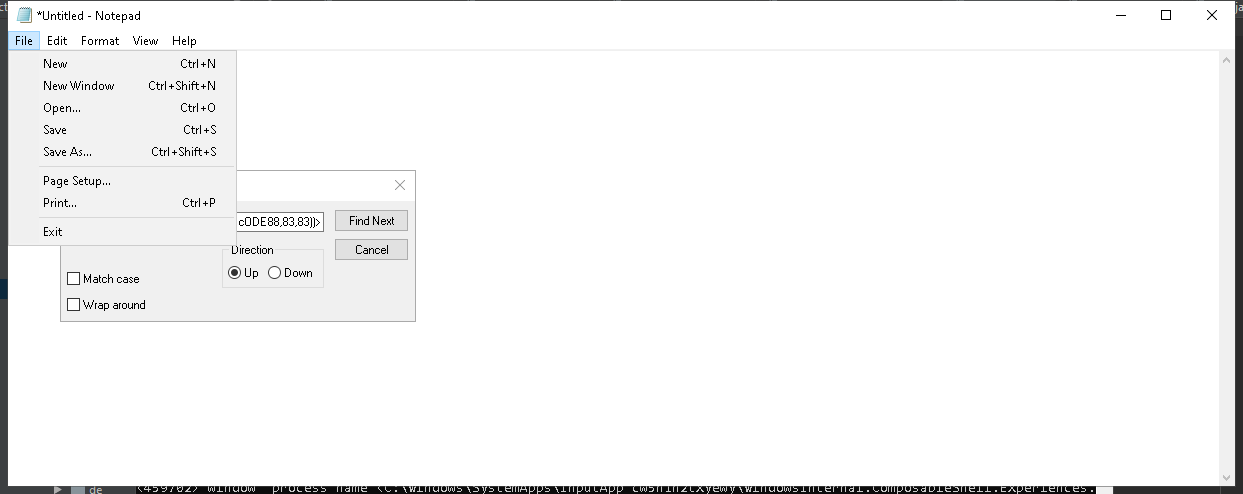 *Untitled - Notepad
File Edit Format View Help
New Ctrl+N
New Window Ctrl+Shift+N
Open... Ctrl+O
Save Ctrl+S
Save As... Ctrl+Shift+S
Page Setup...
Print... Ctrl+P
Exit
cODE88,83,83))>
Find Next
Direction
Cancel
Up Down
Match case
Wrap around
de
(459702) window process name <C:\Windows\SystemApps\InputApp_cw5n1h2txyewy\WindowsInternal.ComposableShell.Experiences.